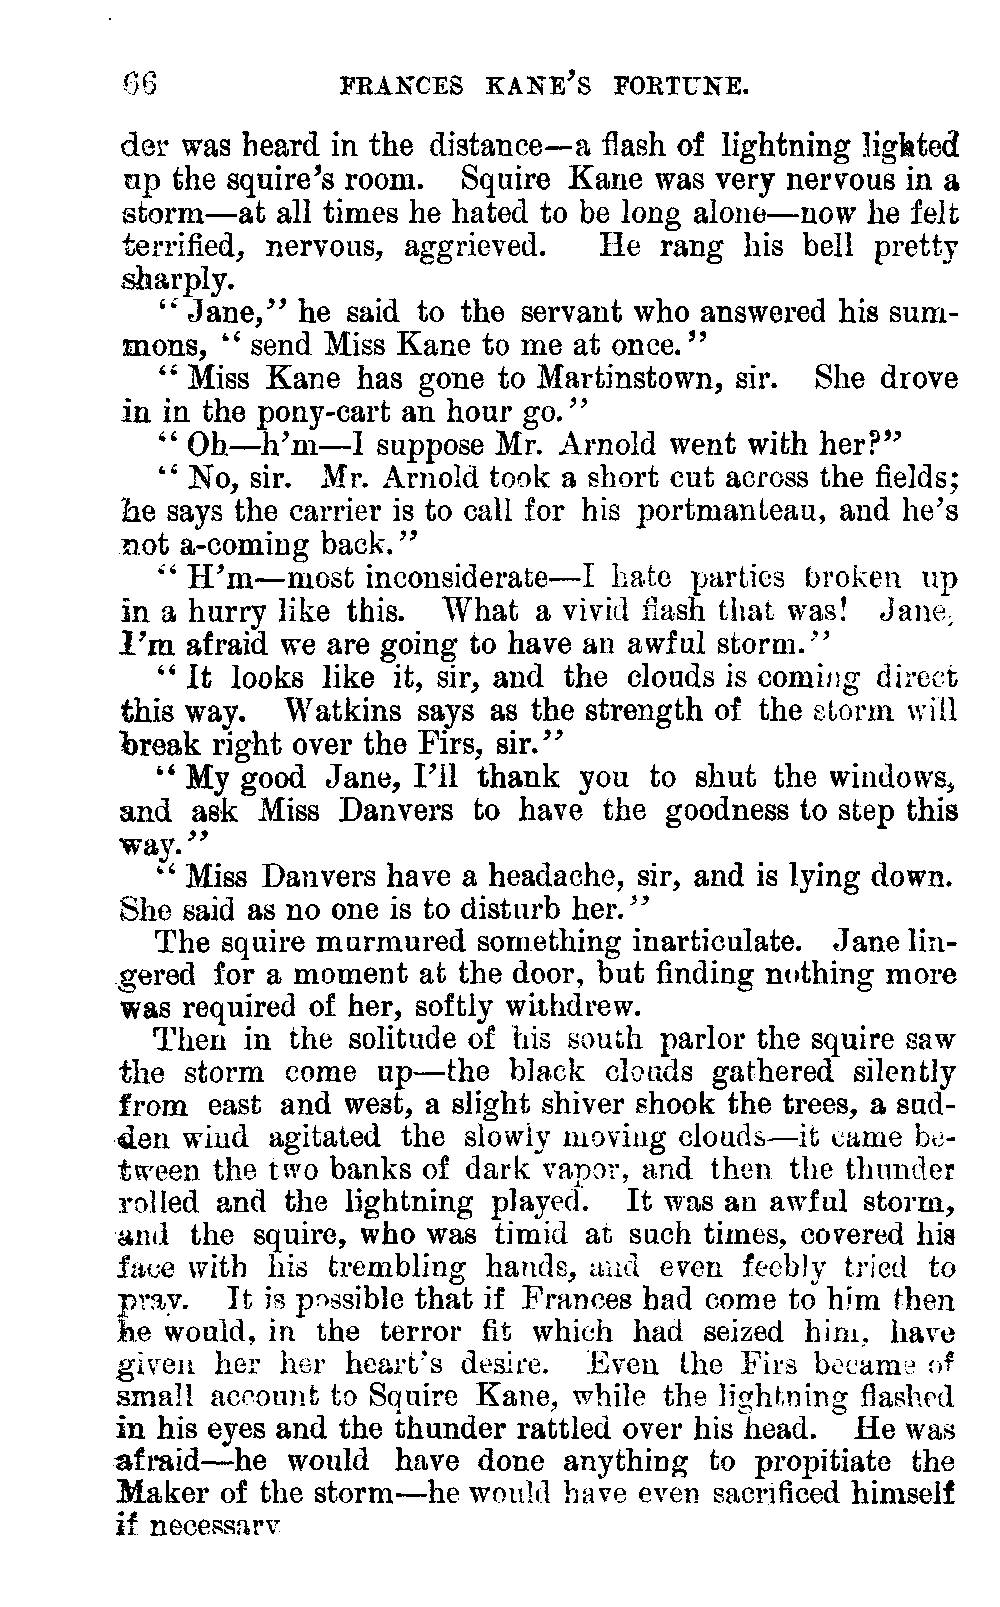 66 FRANCES KANE'S FORTUNE.
der was heard in the distance—a flash of lightning lighted
up the squire's room. Squire Kane was very nervous in a
storm—at all times he hated to be long alone—now he felt
terrified, nervous, aggrieved. He rang his bell pretty
sharply.
"Jane," he said to the servant who answered his sum-
mons, "send Miss Kane to me at once."
"Miss Kane has gone to Martinstown, sir. She drove
in in the pony-cart an hour go."
"Oh—h'm—I suppose Mr. Arnold went with her?"
"No, sir. Mr. Arnold took a short cut across the fields;
he says the carrier is to call for his portmanteau, and he's
not a-coming back."
"H'm—most inconsiderate—I hate parties broken up
in a hurry like this. What a vivid flash that was! Jane,
I'm afraid we are going to have an awful storm."
"It looks like it, sir, and the clouds is coming direct
this way. Watkins says as the strength of the storm will
break right over the Firs, sir."
"My good Jane, I'll thank you to shut the windows,
and ask Miss Danvers to have the goodness to step this
way."
"Miss Danvers have a headache, sir, and is lying down.
She said as no one is to disturb her."
The squire murmured something inarticulate. Jane lin-
gered for a moment at the door, but finding nothing more
was required of her, softly withdrew.
Then in the solitude of his south parlor the squire saw
the storm come up—the black clouds gathered silently
from east and west, a slight shiver shook the trees, a sud-
den wind agitated the slowly moving clouds—it came be-
tween the two banks of dark vapor, and then the thunder
rolled and the lightning played. It was an awful storm,
and the squire, who was timid at such times, covered his
face with his trembling hands, and even feebly tried to
pray. It is possible that if Frances had come to him then
he would, in the terror fit which had seized him, have
given her her heart's desire. Even the Firs became of
small account to Squire Kane, while the lightning flashed
in his eyes and the thunder rattled over his head. He was
afraid—he would have done anything to propitiate the
Maker of the storm—he would have even sacrificed himself
if necessary